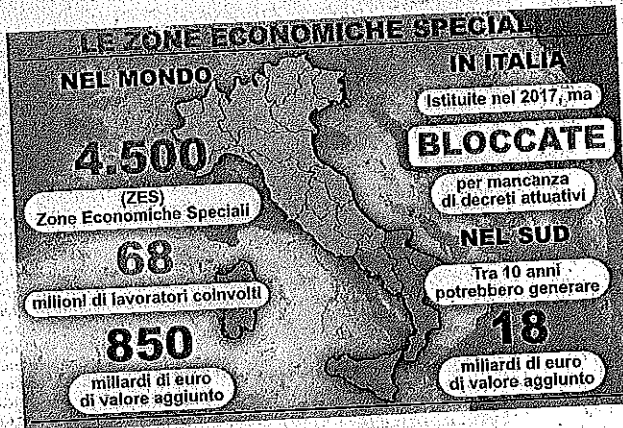 LE ZONE ECONOMICHE SPECIALI
NEL MONDO
4.500
(ZES)
Zone Economiche Speciali
68
milioni di lavoratori coinvolti
850
miliardi di euro
di valore aggiunto
IN ITALIA
Istituite nel 2017, ma
BLOCCATE
per mancanza
di decreti attuativi
NEL SUD
Tra 10 anni
potrebbero generare
18
miliardi di euro
di valore aggiunto